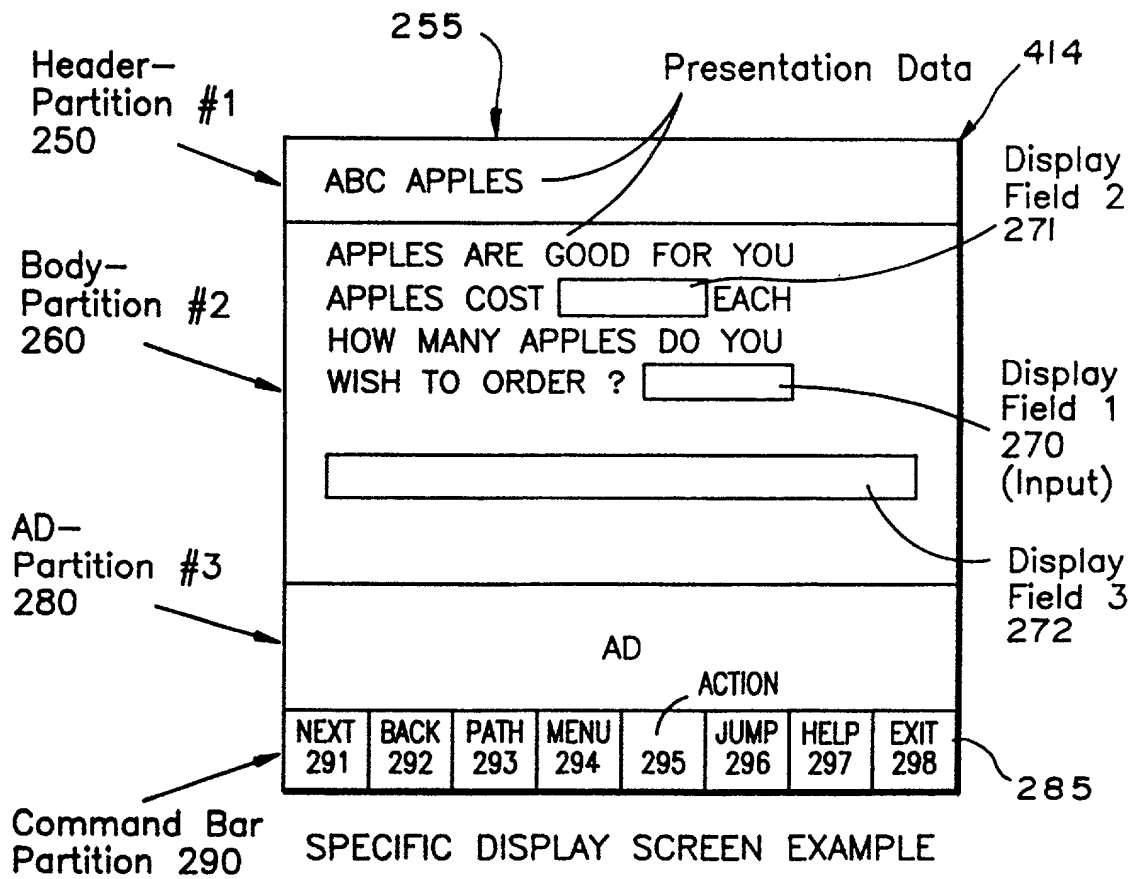 255
414
Header-
Partition #1
250
Presentation Data
ABC APPLES
Display
Field 2
271
Body-
Partition #2
260
APPLES ARE GOOD FOR YOU
APPLES COST EACH
HOW MANY APPLES DO YOU
WISH TO ORDER ?
Display
Field 1
270
(Input)
AD-
Partition #3
280
Display
Field 3
272
AD
ACTION
NEXT BACK PATH MENU JUMP HELP EXIT
291 292 293 294 295 296 297 298
285
Command Bar
Partition 290
SPECIFIC DISPLAY SCREEN EXAMPLE